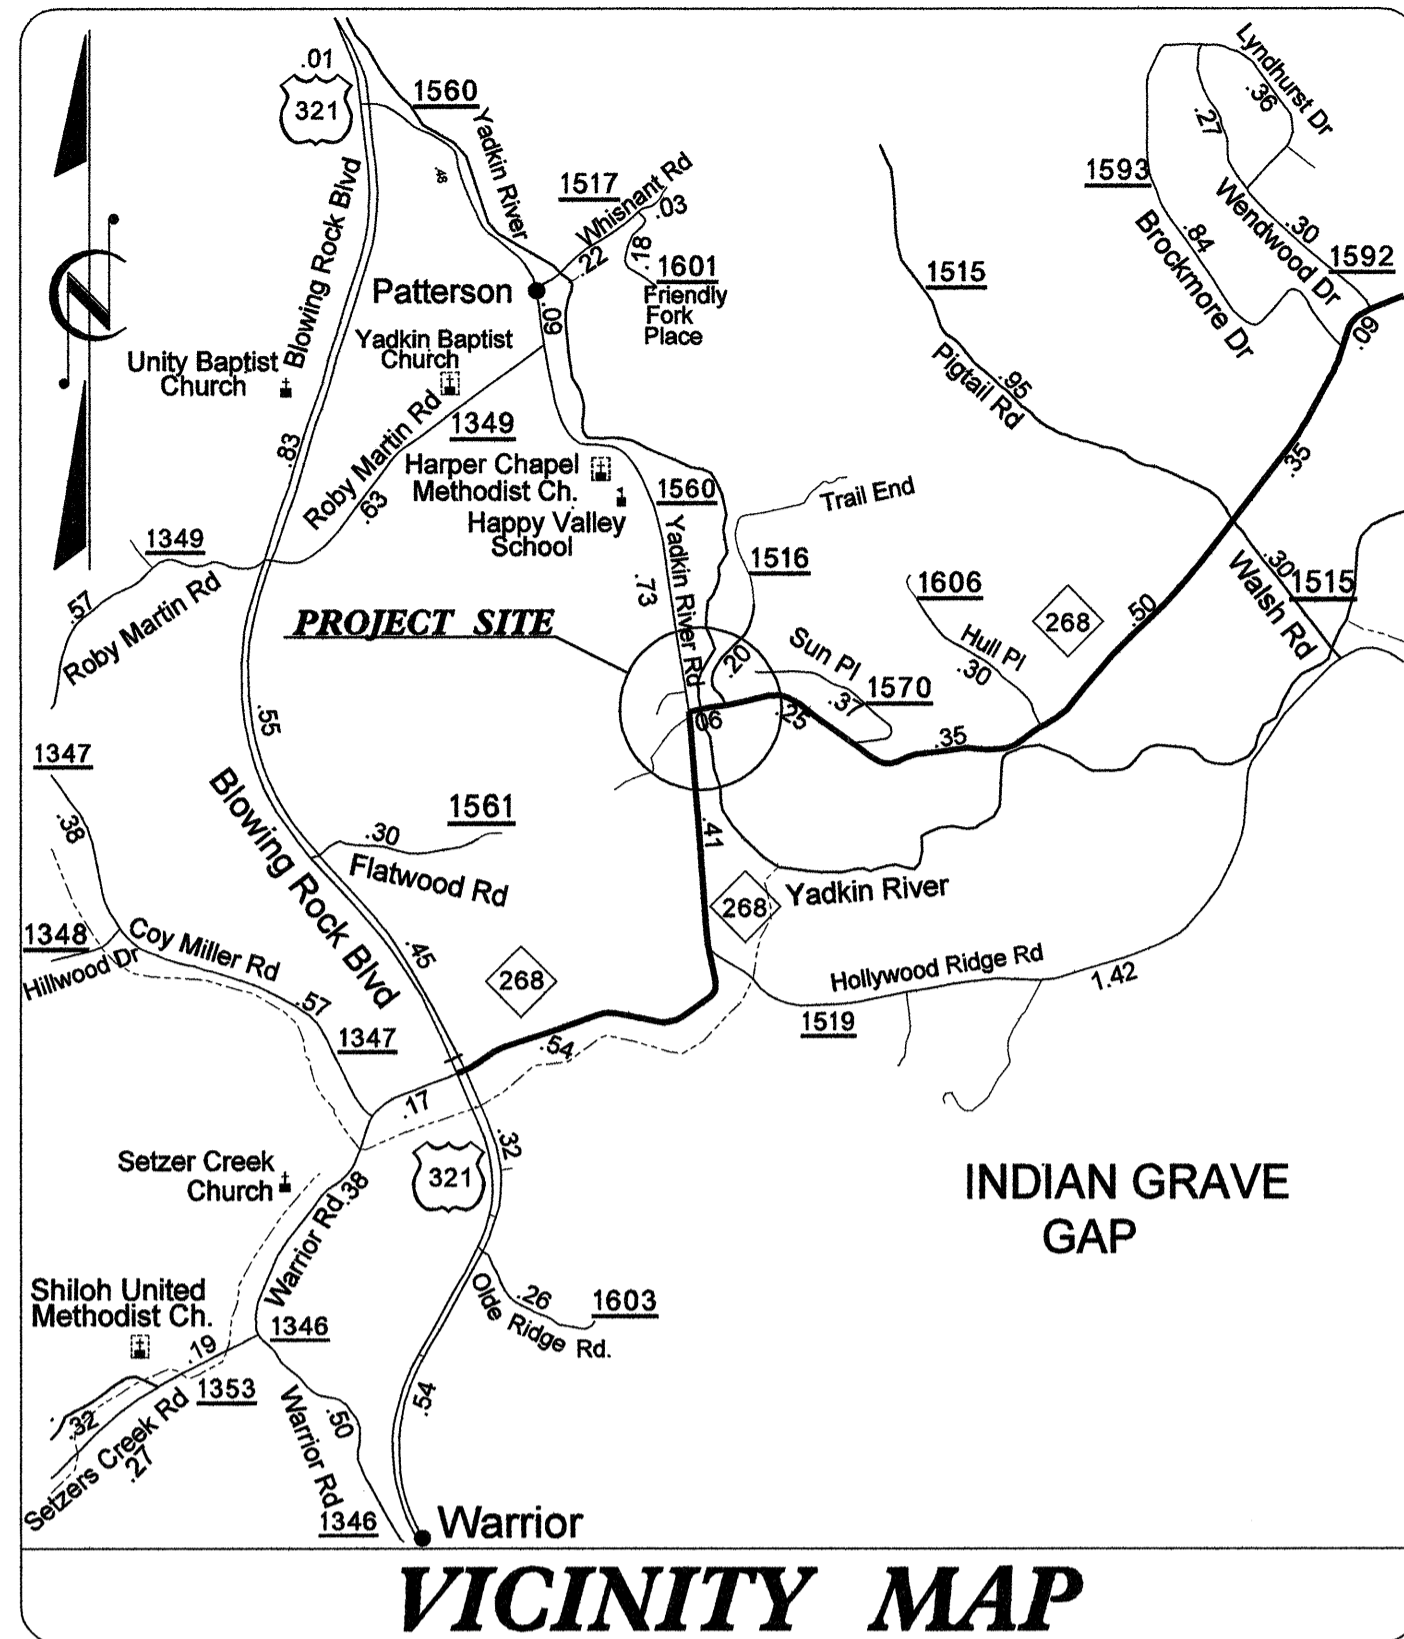 .01
321
1560
Yadkin River
.46
Blowing Rock Blvd
1517
Whisnant Rd
.03
.22
.18
1601
Friendly
Fork
Place
Patterson
.60
Yadkin Baptist
Church
Unity Baptist
Church
.83
Roby Martin Rd
.63
1349
Harper Chapel
Methodist Ch.
Happy Valley
School
1349
.57
Roby Martin Rd
Lyndhurst Dr
.36
.27
1593
Wendwood Dr
.30
1592
Brockmore Dr
.84
.09
1515
Pigtail Rd
.95
.35
1560
Yadkin River Rd
.73
Trail End
1516
.20
1606
Hull Pl
.30
268
.50
.30
1515
Walsh Rd
PROJECT SITE
Sun Pl
.37
1570
.06
.25
.35
.55
1347
.38
Blowing Rock Blvd
.30
1561
Flatwood Rd
.41
268
Yadkin River
1348
Hillwood Dr
Coy Miller Rd
.57
1347
.45
268
.54
Hollywood Ridge Rd
1.42
1519
.17
.32
321
Setzer Creek
Church
.38
Warrior Rd
INDIAN GRAVE
GAP
Shiloh United
Methodist Ch.
.19
1346
.26
1603
Olde Ridge Rd.
1353
.32
Setzers Creek Rd
.27
Warrior Rd
.50
.54
1346
Warrior
VICINITY MAP